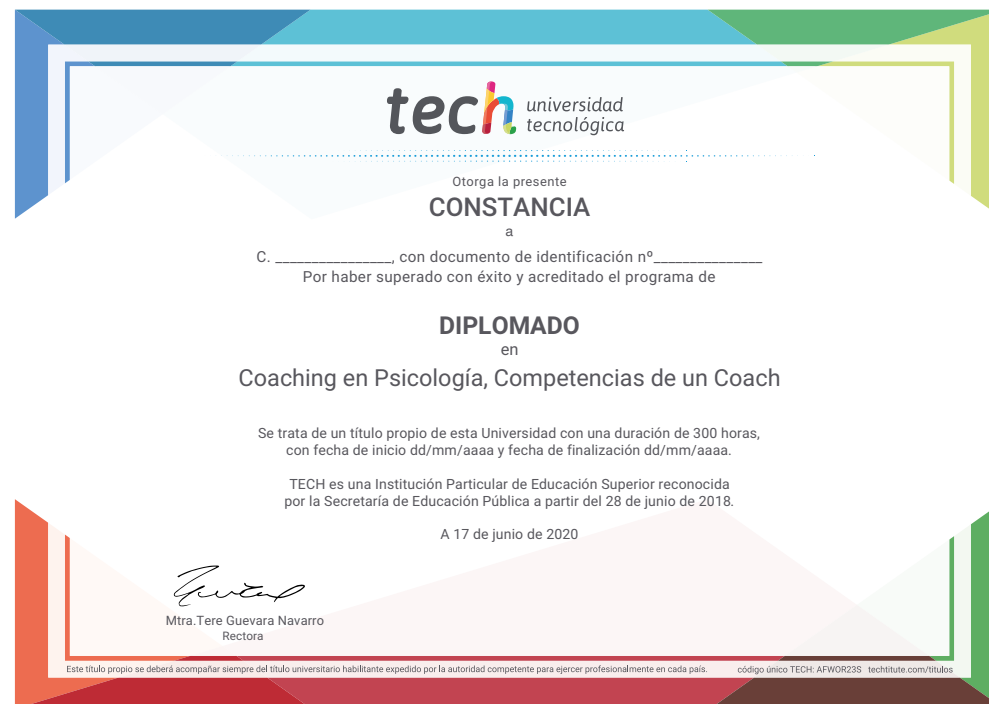 tech universidad
tecnológica
Otorga la presente
CONSTANCIA
a
C. ________________, con documento de identificación nº_______________
Por haber superado con éxito y acreditado el programa de
DIPLOMADO
en
Coaching en Psicología, Competencias de un Coach
Se trata de un título propio de esta Universidad con una duración de 300 horas,
con fecha de inicio dd/mm/aaaa y fecha de finalización dd/mm/aaaa.
TECH es una Institución Particular de Educación Superior reconocida
por la Secretaría de Educación Pública a partir del 28 de junio de 2018.
A 17 de junio de 2020
Mtra.Tere Guevara Navarro
Rectora
Este título propio se deberá acompañar siempre del título universitario habilitante expedido por la autoridad competente para ejercer profesionalmente en cada país. código único TECH: AFWOR23S techtitute.com/titulos